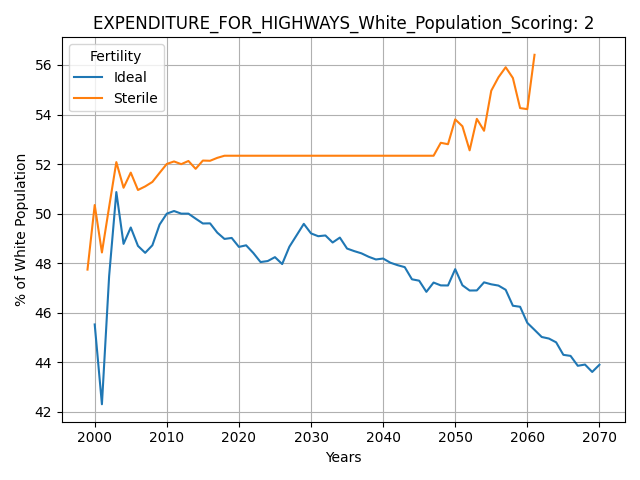 EXPENDITURE_FOR_HIGHWAYS_White_Population_Scoring: 2
Fertility
Ideal
Sterile
% of White Population
56
54
52
50
48
46
44
42
2000 2010 2020 2030 2040 2050 2060 2070
Years